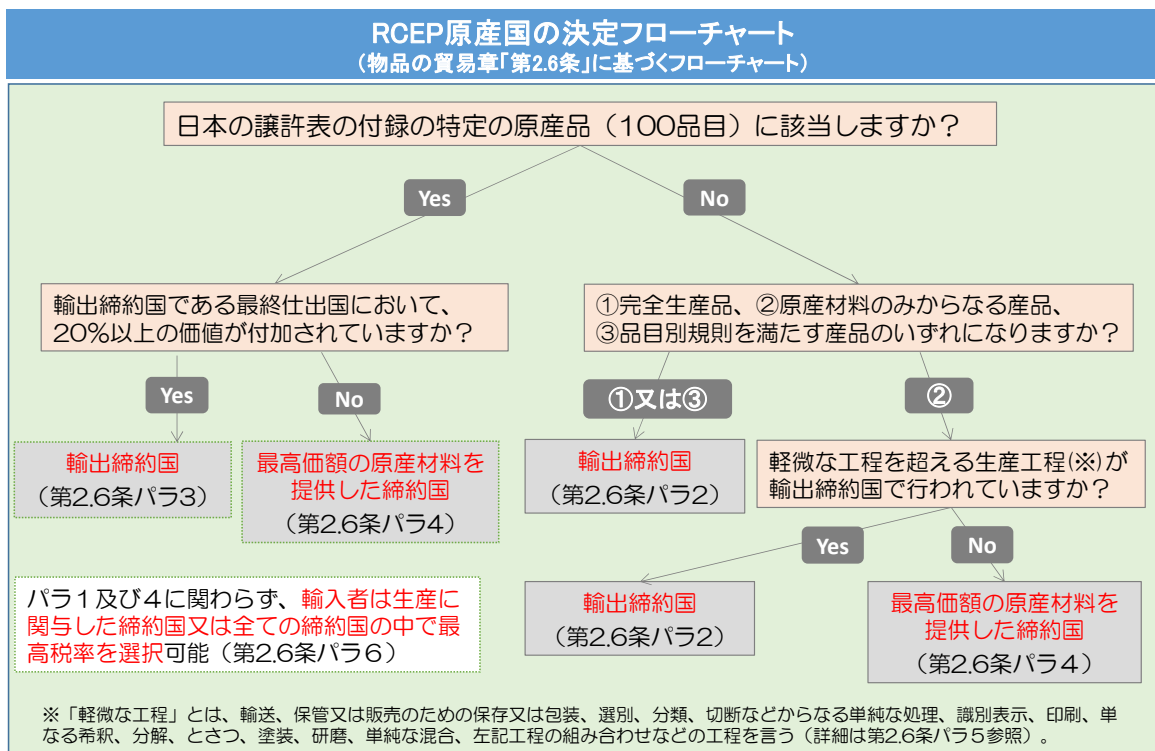 RCEP原産国の決定フローチャート
（物品の貿易章「第2.6条」に基づくフローチャート）
日本の譲許表の付録の特定の原産品（100品目）に該当しますか？
Yes
No
輸出締約国である最終仕出国において、
20％以上の価値が付加されていますか？
①完全生産品、②原産材料のみからなる産品、
③品目別規則を満たす産品のいずれになりますか？
Yes
No
①又は③
②
輸出締約国
（第2.6条パラ3）
最高価額の原産材料を
提供した締約国
（第2.6条パラ4）
輸出締約国
（第2.6条パラ2）
軽微な工程を超える生産工程(※)が
輸出締約国で行われていますか？
Yes
No
パラ１及び４に関わらず、輸入者は生産に
関与した締約国又は全ての締約国の中で最
高税率を選択可能（第2.6条パラ６）
輸出締約国
（第2.6条パラ2）
最高価額の原産材料を
提供した締約国
（第2.6条パラ４）
※「軽微な工程」とは、輸送、保管又は販売のための保存又は包装、選別、分類、切断などからなる単純な処理、識別表示、印刷、単
なる希釈、分解、とさつ、塗装、研磨、単純な混合、左記工程の組み合わせなどの工程を言う（詳細は第2.6条パラ５参照）。